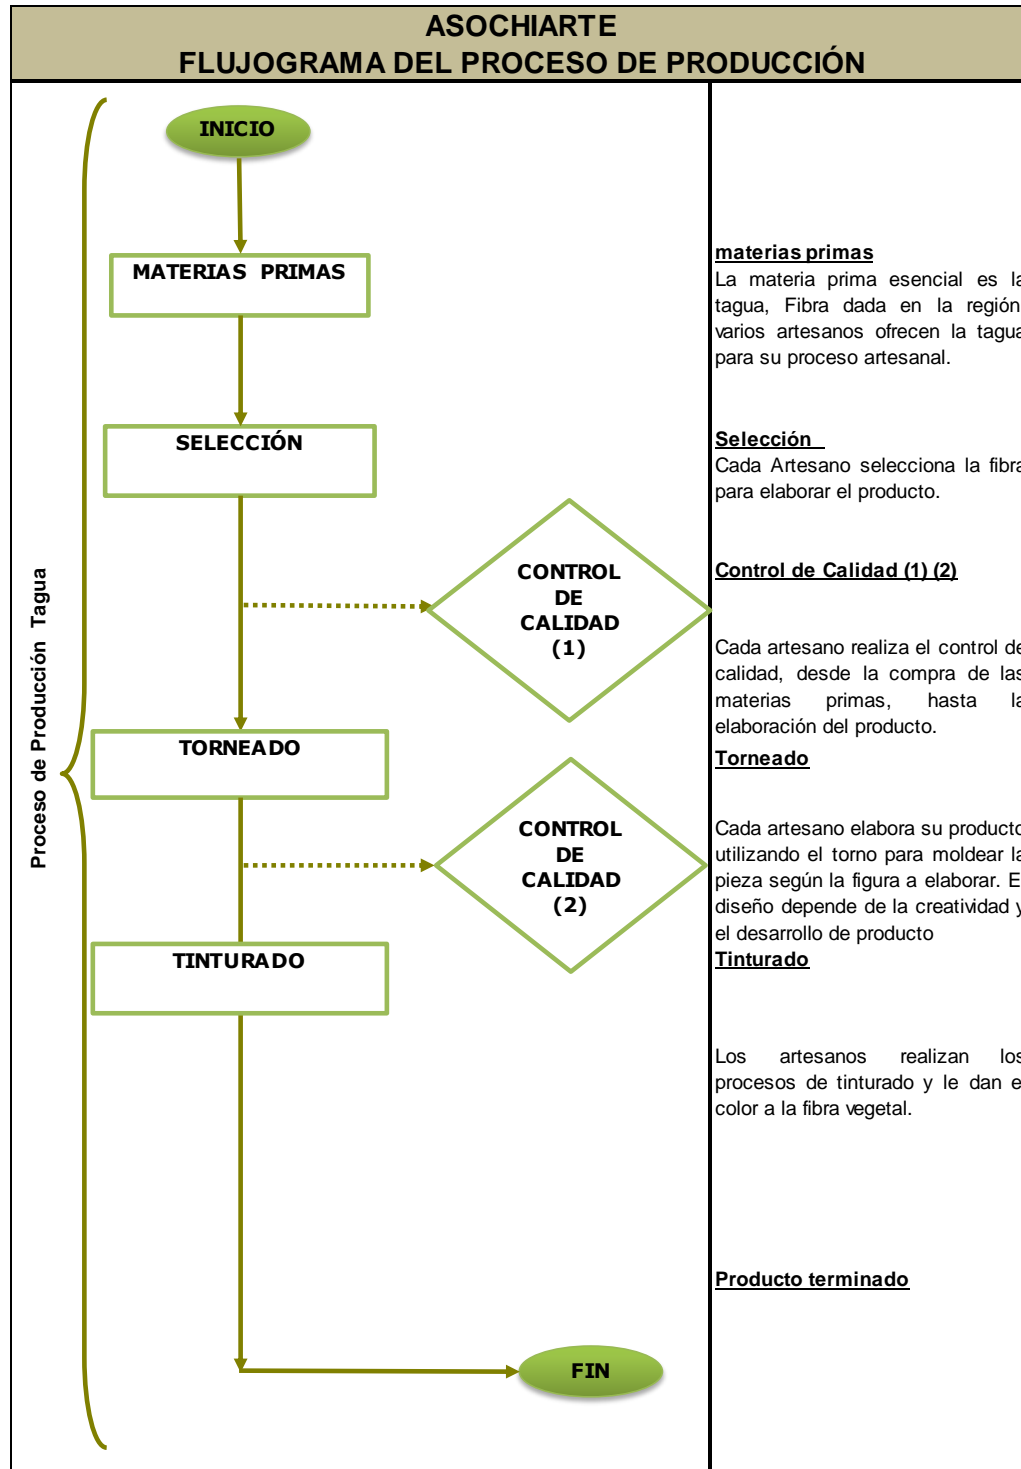 ASOCHIARTE
FLUJOGRAMA DEL PROCESO DE PRODUCCIÓN
Proceso de Producción Tagua
INICIO
MATERIAS PRIMAS
SELECCIÓN
CONTROL
DE
CALIDAD
(1)
TORNEADO
CONTROL
DE
CALIDAD
(2)
TINTURADO
FIN
materias primas
La materia prima esencial es la
tagua, Fibra dada en la región,
varios artesanos ofrecen la tagua
para su proceso artesanal.
Selección
Cada Artesano selecciona la fibra
para elaborar el producto.
Control de Calidad (1) (2)
Cada artesano realiza el control de
calidad, desde la compra de las
materias primas, hasta la
elaboración del producto.
Torneado
Cada artesano elabora su producto
utilizando el torno para moldear la
pieza según la figura a elaborar. El
diseño depende de la creatividad y
el desarrollo de producto
Tinturado
Los artesanos realizan los
procesos de tinturado y le dan el
color a la fibra vegetal.
Producto terminado